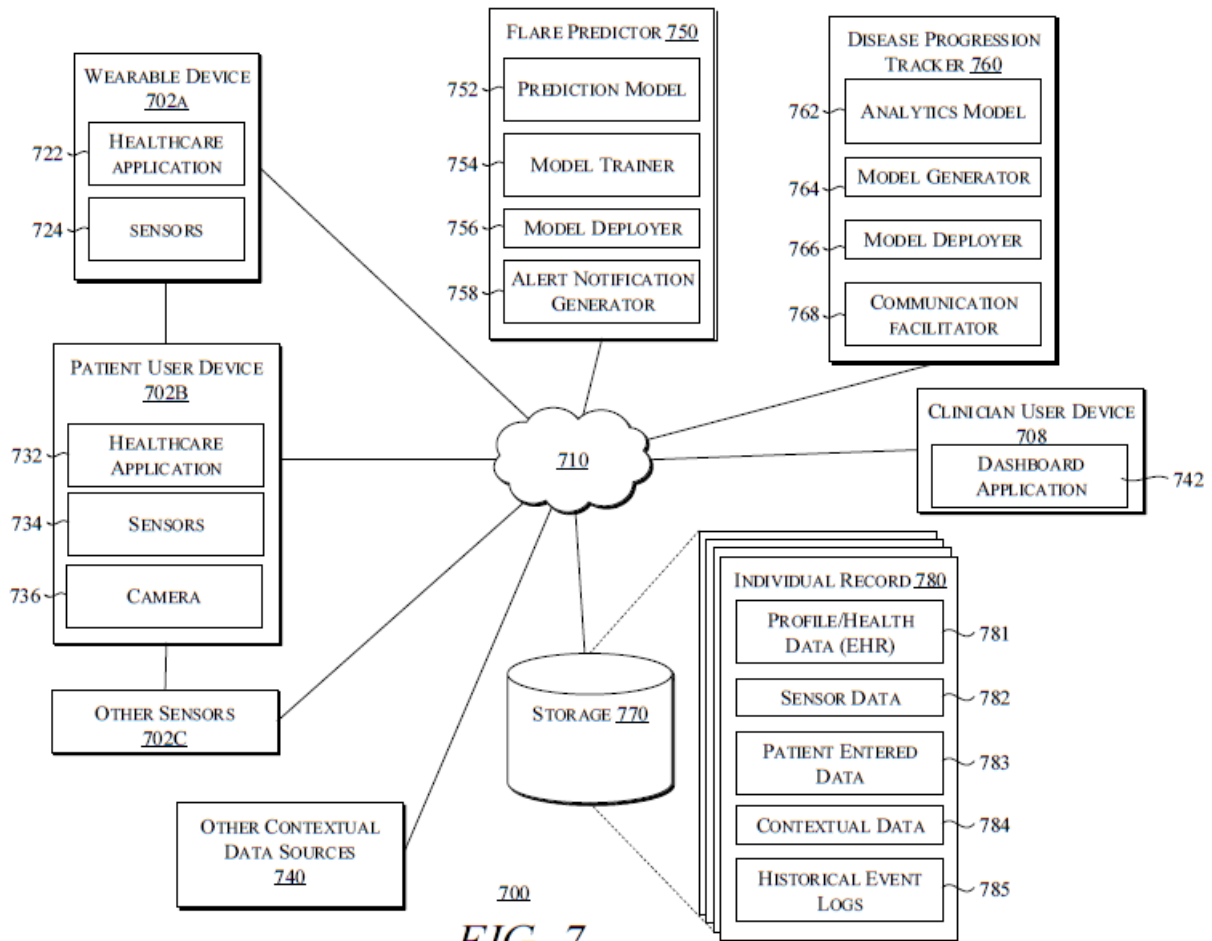 WEARABLE DEVICE
702A
HEALTHCARE
APPLICATION
722
SENSORS
724
PATIENT USER DEVICE
702B
HEALTHCARE
APPLICATION
732
SENSORS
734
CAMERA
736
OTHER SENSORS
702C
OTHER CONTEXTUAL
DATA SOURCES
740
FLARE PREDICTOR 750
PREDICTION MODEL
752
MODEL TRAINER
754
MODEL DEPLOYER
756
ALERT NOTIFICATION
GENERATOR
758
DISEASE PROGRESSION
TRACKER 760
ANALYTICS MODEL
762
MODEL GENERATOR
764
MODEL DEPLOYER
766
COMMUNICATION
FACILITATOR
768
710
CLINICIAN USER DEVICE
708
DASHBOARD
APPLICATION
742
STORAGE 770
INDIVIDUAL RECORD 780
PROFILE/HEALTH
DATA (EHR)
781
SENSOR DATA
782
PATIENT ENTERED
DATA
783
CONTEXTUAL DATA
784
HISTORICAL EVENT
LOGS
785
700
FIG. 7